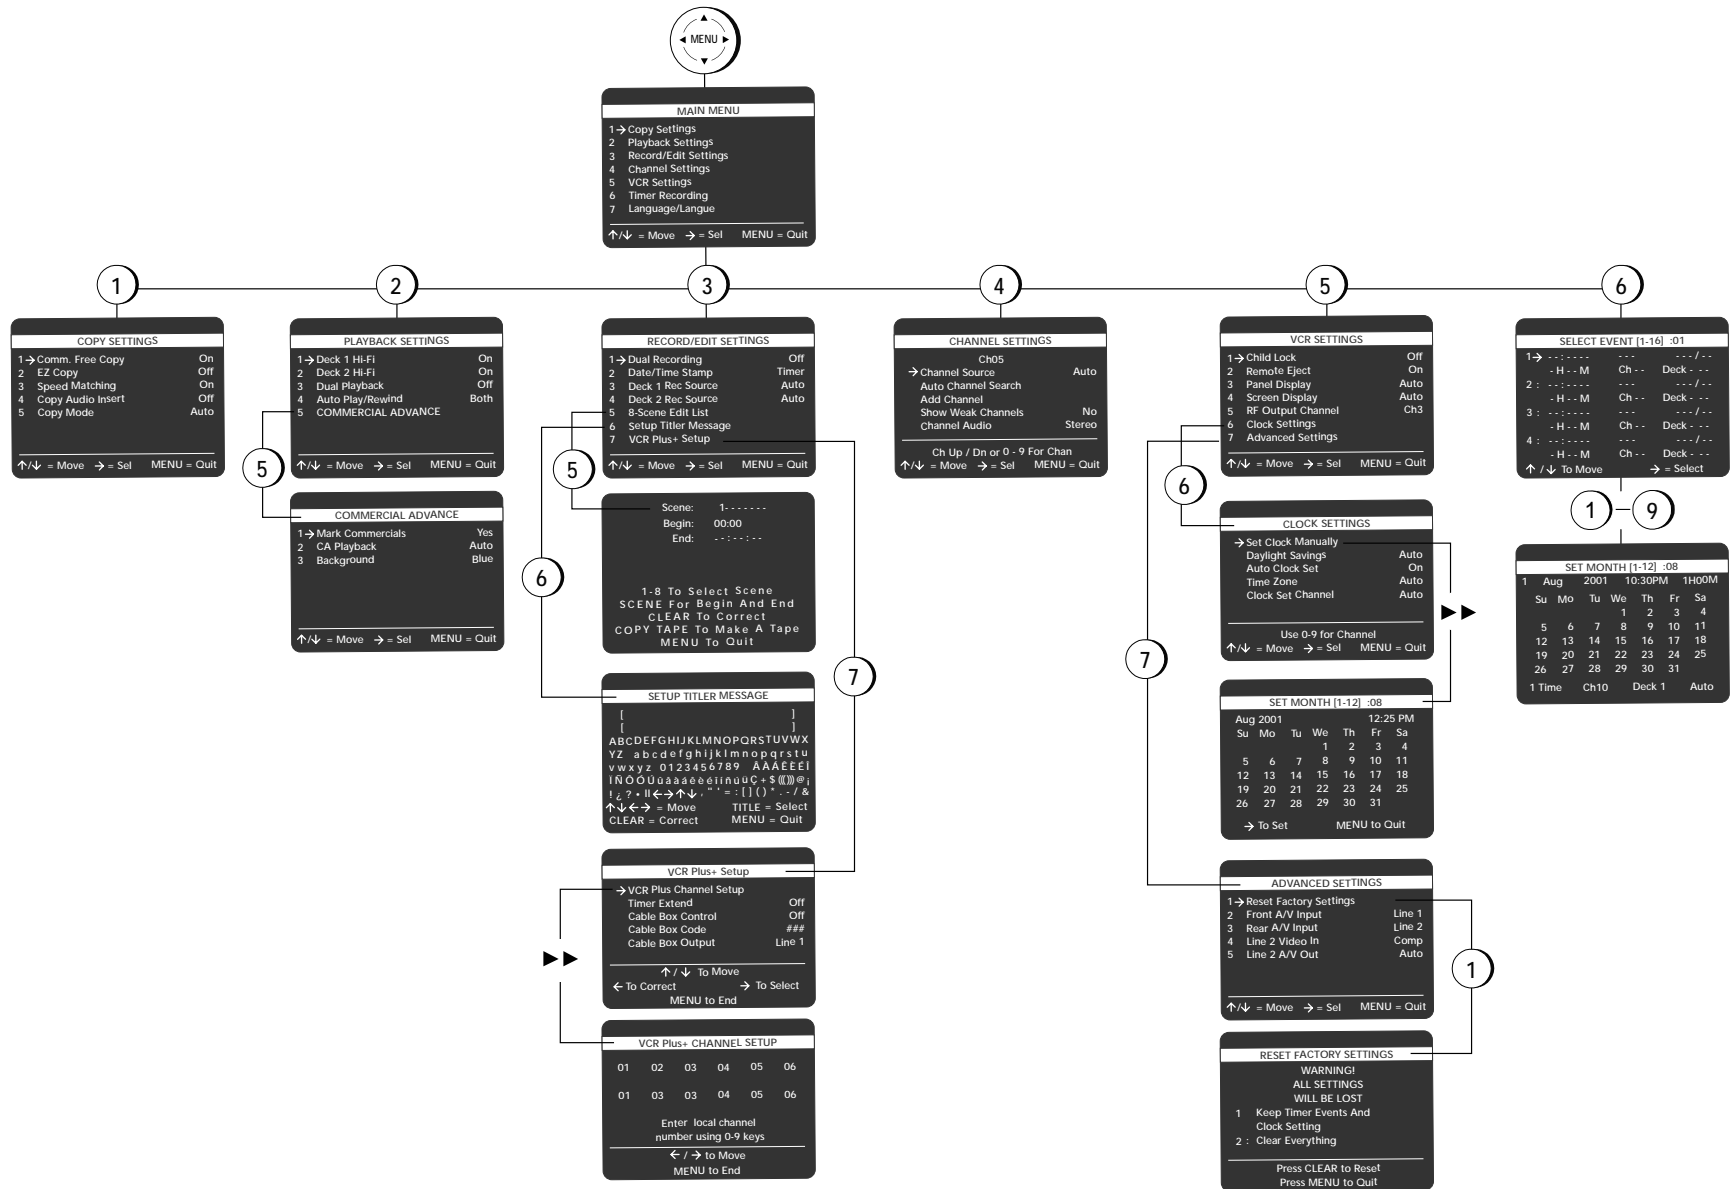 MENU
MAIN MENU
1 → Copy Settings
2 Playback Settings
3 Record/Edit Settings
4 Channel Settings
5 VCR Settings
6 Timer Recording
7 Language/Langue
↑/↓ = Move → = Sel MENU = Quit
1
2
3
4
5
6
COPY SETTINGS
1 → Comm. Free Copy On
2 EZ Copy Off
3 Speed Matching On
4 Copy Audio Insert Off
5 Copy Mode Auto
↑/↓ = Move → = Sel MENU = Quit
PLAYBACK SETTINGS
1 → Deck 1 Hi-Fi On
2 Deck 2 Hi-Fi On
3 Dual Playback Off
4 Auto Play/Rewind Both
5 COMMERCIAL ADVANCE
↑/↓ = Move → = Sel MENU = Quit
5
COMMERCIAL ADVANCE
1 → Mark Commercials Yes
2 CA Playback Auto
3 Background Blue
↑/↓ = Move → = Sel MENU = Quit
RECORD/EDIT SETTINGS
1 → Dual Recording Off
2 Date/Time Stamp Timer
3 Deck 1 Rec Source Auto
4 Deck 2 Rec Source Auto
5 8-Scene Edit List
6 Setup Titler Message
7 VCR Plus+ Setup
↑/↓ = Move → = Sel MENU = Quit
5
Scene: 1-------
Begin: 00:00
End: --:--:--
1-8 To Select Scene
SCENE For Begin And End
CLEAR To Correct
COPY TAPE To Make A Tape
MENU To Quit
6
7
SETUP TITLER MESSAGE
[ ]
[ ]
ABCDEFGHIJKLMNOPQRSTUVWX
YZ abcdefghijklmnopqrstu
vwxyz 0123456789 ÂÀÁÊÈÉÏ
ÍÑÔÓÚûâàáêèéïíñúüÇ+$(((|)))@¡
!¿?•II←→↑↓,"'=:[]()*.-/&
↑↓←→ = Move TITLE = Select
CLEAR = Correct MENU = Quit
VCR Plus+ Setup
→ VCR Plus Channel Setup
Timer Extend Off
Cable Box Control Off
Cable Box Code ###
Cable Box Output Line 1
↑ / ↓ To Move
← To Correct → To Select
MENU to End
►►
VCR Plus+ CHANNEL SETUP
01 02 03 04 05 06
01 03 03 04 05 06
Enter local channel
number using 0-9 keys
← / → to Move
MENU to End
CHANNEL SETTINGS
Ch05
→ Channel Source Auto
Auto Channel Search
Add Channel
Show Weak Channels No
Channel Audio Stereo
Ch Up / Dn or 0 - 9 For Chan
↑/↓ = Move → = Sel MENU = Quit
VCR SETTINGS
1 → Child Lock Off
2 Remote Eject On
3 Panel Display Auto
4 Screen Display Auto
5 RF Output Channel Ch3
6 Clock Settings
7 Advanced Settings
↑/↓ = Move → = Sel MENU = Quit
6
CLOCK SETTINGS
→ Set Clock Manually
Daylight Savings Auto
Auto Clock Set On
Time Zone Auto
Clock Set Channel Auto
Use 0-9 for Channel
↑/↓ = Move → = Sel MENU = Quit
►►
7
SET MONTH [1-12] :08
Aug 2001 12:25 PM
Su Mo Tu We Th Fr Sa
1 2 3 4
5 6 7 8 9 10 11
12 13 14 15 16 17 18
19 20 21 22 23 24 25
26 27 28 29 30 31
→ To Set MENU to Quit
ADVANCED SETTINGS
1 → Reset Factory Settings
2 Front A/V Input Line 1
3 Rear A/V Input Line 2
4 Line 2 Video In Comp
5 Line 2 A/V Out Auto
↑/↓ = Move → = Sel MENU = Quit
1
RESET FACTORY SETTINGS
WARNING!
ALL SETTINGS
WILL BE LOST
1 Keep Timer Events And
Clock Setting
2 : Clear Everything
Press CLEAR to Reset
Press MENU to Quit
SELECT EVENT [1-16] :01
1 → --:---- --- ---/--
-H--M Ch-- Deck---
2 : --:---- --- ---/--
-H--M Ch-- Deck---
3 : --:---- --- ---/--
-H--M Ch-- Deck---
4 : --:---- --- ---/--
-H--M Ch-- Deck---
↑ / ↓ To Move → = Select
1 – 9
SET MONTH [1-12] :08
1 Aug 2001 10:30PM 1H00M
Su Mo Tu We Th Fr Sa
1 2 3 4
5 6 7 8 9 10 11
12 13 14 15 16 17 18
19 20 21 22 23 24 25
26 27 28 29 30 31
1 Time Ch10 Deck 1 Auto